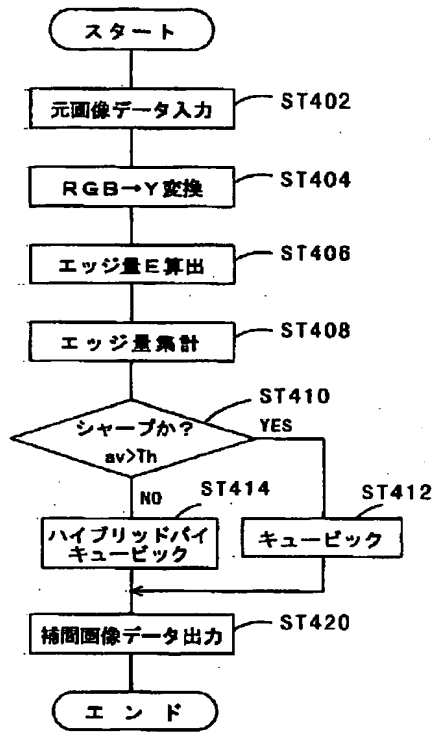 スタート
元画像データ入力
ST402
RGB→Y変換
ST404
エッジ量E算出
ST406
エッジ量集計
ST408
シャープか?
av>Th
ST410
YES
NO
ST414
ハイブリッドバイ
キュービック
ST412
キュービック
補間画像データ出力
ST420
エンド